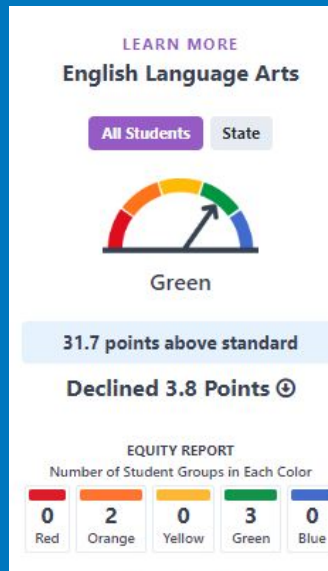 LEARN MORE
English Language Arts
All Students State
Green
31.7 points above standard
Declined 3.8 Points
EQUITY REPORT
Number of Student Groups in Each Color
0 2 0 3 0
Red Orange Yellow Green Blue